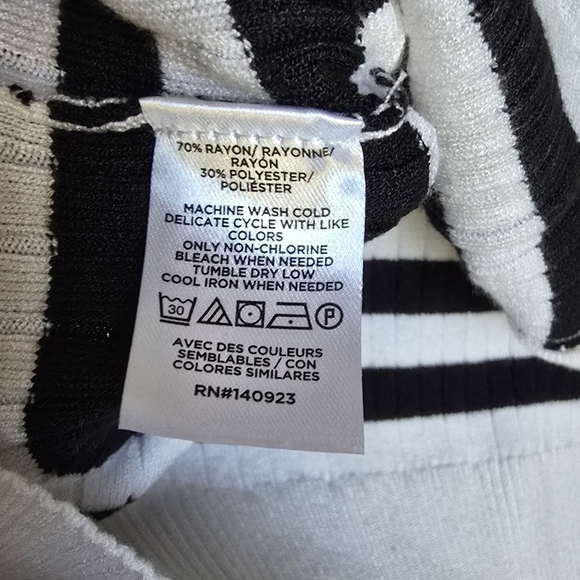 70% RAYON/ RAYONNE/
RAYÓN
30% POLYESTER/
POLIÉSTER
MACHINE WASH COLD
DELICATE CYCLE WITH LIKE
COLORS
ONLY NON-CHLORINE
BLEACH WHEN NEEDED
TUMBLE DRY LOW
COOL IRON WHEN NEEDED
30 P
AVEC DES COULEURS
SEMBLABLES / CON
COLORES SIMILARES
RN#140923